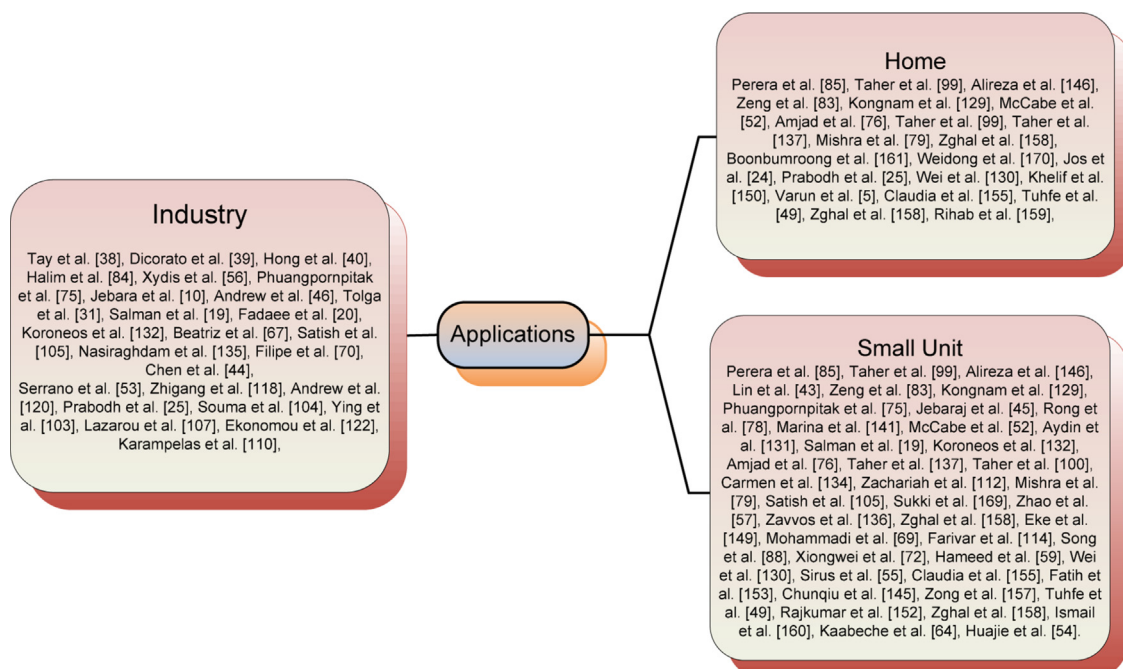 Industry
Tay et al. [38], Dicorato et al. [39], Hong et al. [40],
Halim et al. [84], Xydis et al. [56], Phuangpornpitak
et al. [75], Jebara et al. [10], Andrew et al. [46], Tolga
et al. [31], Salman et al. [19], Fadaee et al. [20],
Koroneos et al. [132], Beatriz et al. [67], Satish et al.
[105], Nasiraghdam et al. [135], Filipe et al. [70],
Chen et al. [44],
Serrano et al. [53], Zhigang et al. [118], Andrew et al.
[120], Prabodh et al. [25], Souma et al. [104], Ying et al.
[103], Lazarou et al. [107], Ekonomou et al. [122],
Karampelas et al. [110],
Applications
Home
Perera et al. [85], Taher et al. [99], Alireza et al. [146],
Zeng et al. [83], Kongnam et al. [129], McCabe et al.
[52], Amjad et al. [76], Taher et al. [99], Taher et al.
[137], Mishra et al. [79], Zghal et al. [158],
Boonbumroong et al. [161], Weidong et al. [170], Jos et
al. [24], Prabodh et al. [25], Wei et al. [130], Khelif et al.
[150], Varun et al. [5], Claudia et al. [155], Tuhfe et al.
[49], Zghal et al. [158], Rihab et al. [159],
Small Unit
Perera et al. [85], Taher et al. [99], Alireza et al. [146],
Lin et al. [43], Zeng et al. [83], Kongnam et al. [129],
Phuangpornpitak et al. [75], Jebaraj et al. [45], Rong et
al. [78], Marina et al. [141], McCabe et al. [52], Aydin et
al. [131], Salman et al. [19], Koroneos et al. [132],
Amjad et al. [76], Taher et al. [137], Taher et al. [100],
Carmen et al. [134], Zachariah et al. [112], Mishra et al.
[79], Satish et al. [105], Sukki et al. [169], Zhao et al.
[57], Zavvos et al. [136], Zghal et al. [158], Eke et al.
[149], Mohammadi et al. [69], Farivar et al. [114], Song
et al. [88], Xiongwei et al. [72], Hameed et al. [59], Wei
et al. [130], Sirus et al. [55], Claudia et al. [155], Fatih et
al. [153], Chunqiu et al. [145], Zong et al. [157], Tuhfe et
al. [49], Rajkumar et al. [152], Zghal et al. [158], Ismail
et al. [160], Kaabeche et al. [64], Huajie et al. [54].